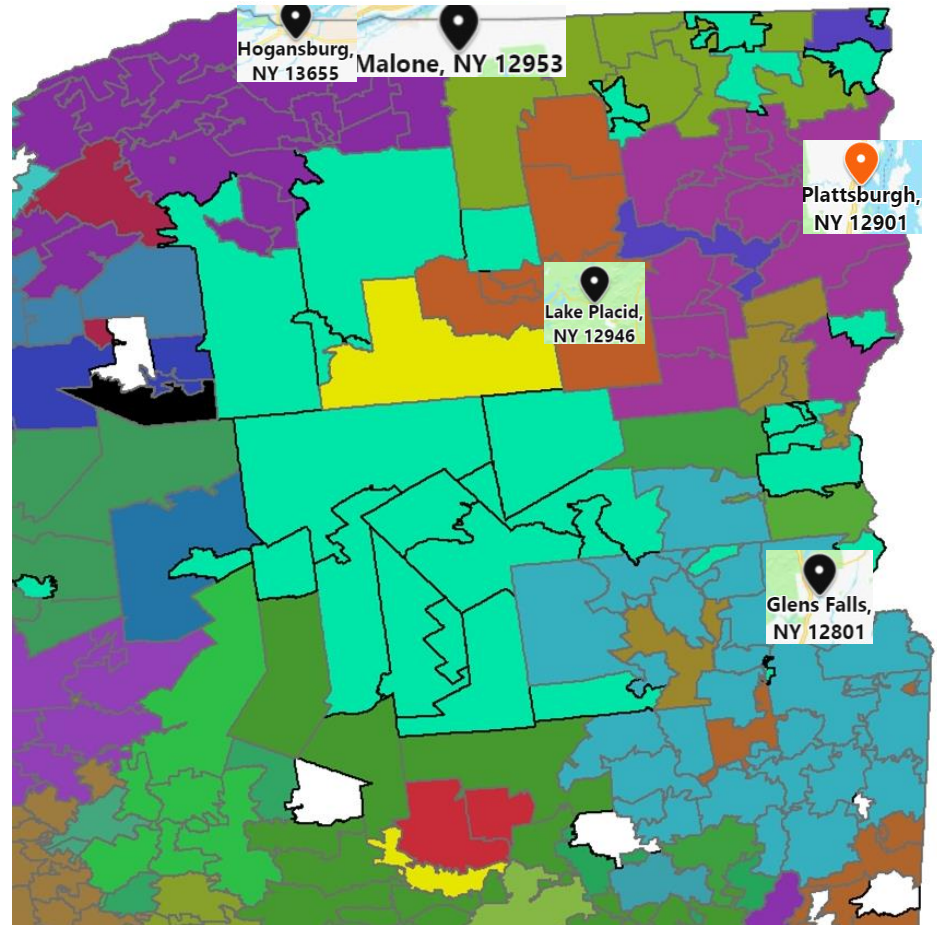 Hogansburg,
NY 13655
Malone, NY 12953
Plattsburgh,
NY 12901
Lake Placid,
NY 12946
Glens Falls,
NY 12801